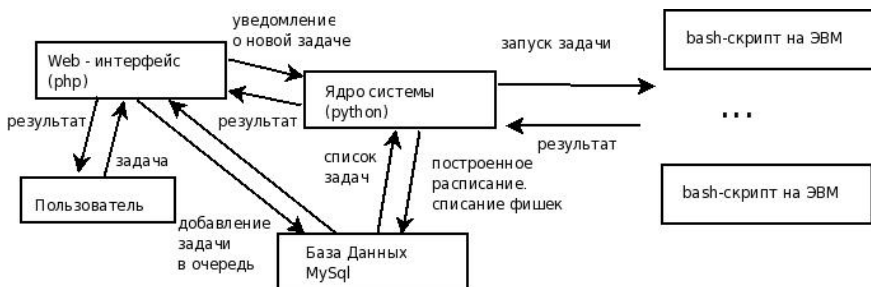 уведомление
о новой задаче
Web - интерфейс
(php)
запуск задачи
bash-скрипт на ЭВМ
Ядро системы
(python)
результат
результат
...
результат
задача
список
задач
построенное
расписание.
списание фишек
bash-скрипт на ЭВМ
Пользователь
добавление
задачи
в очередь
База Данных
MySql